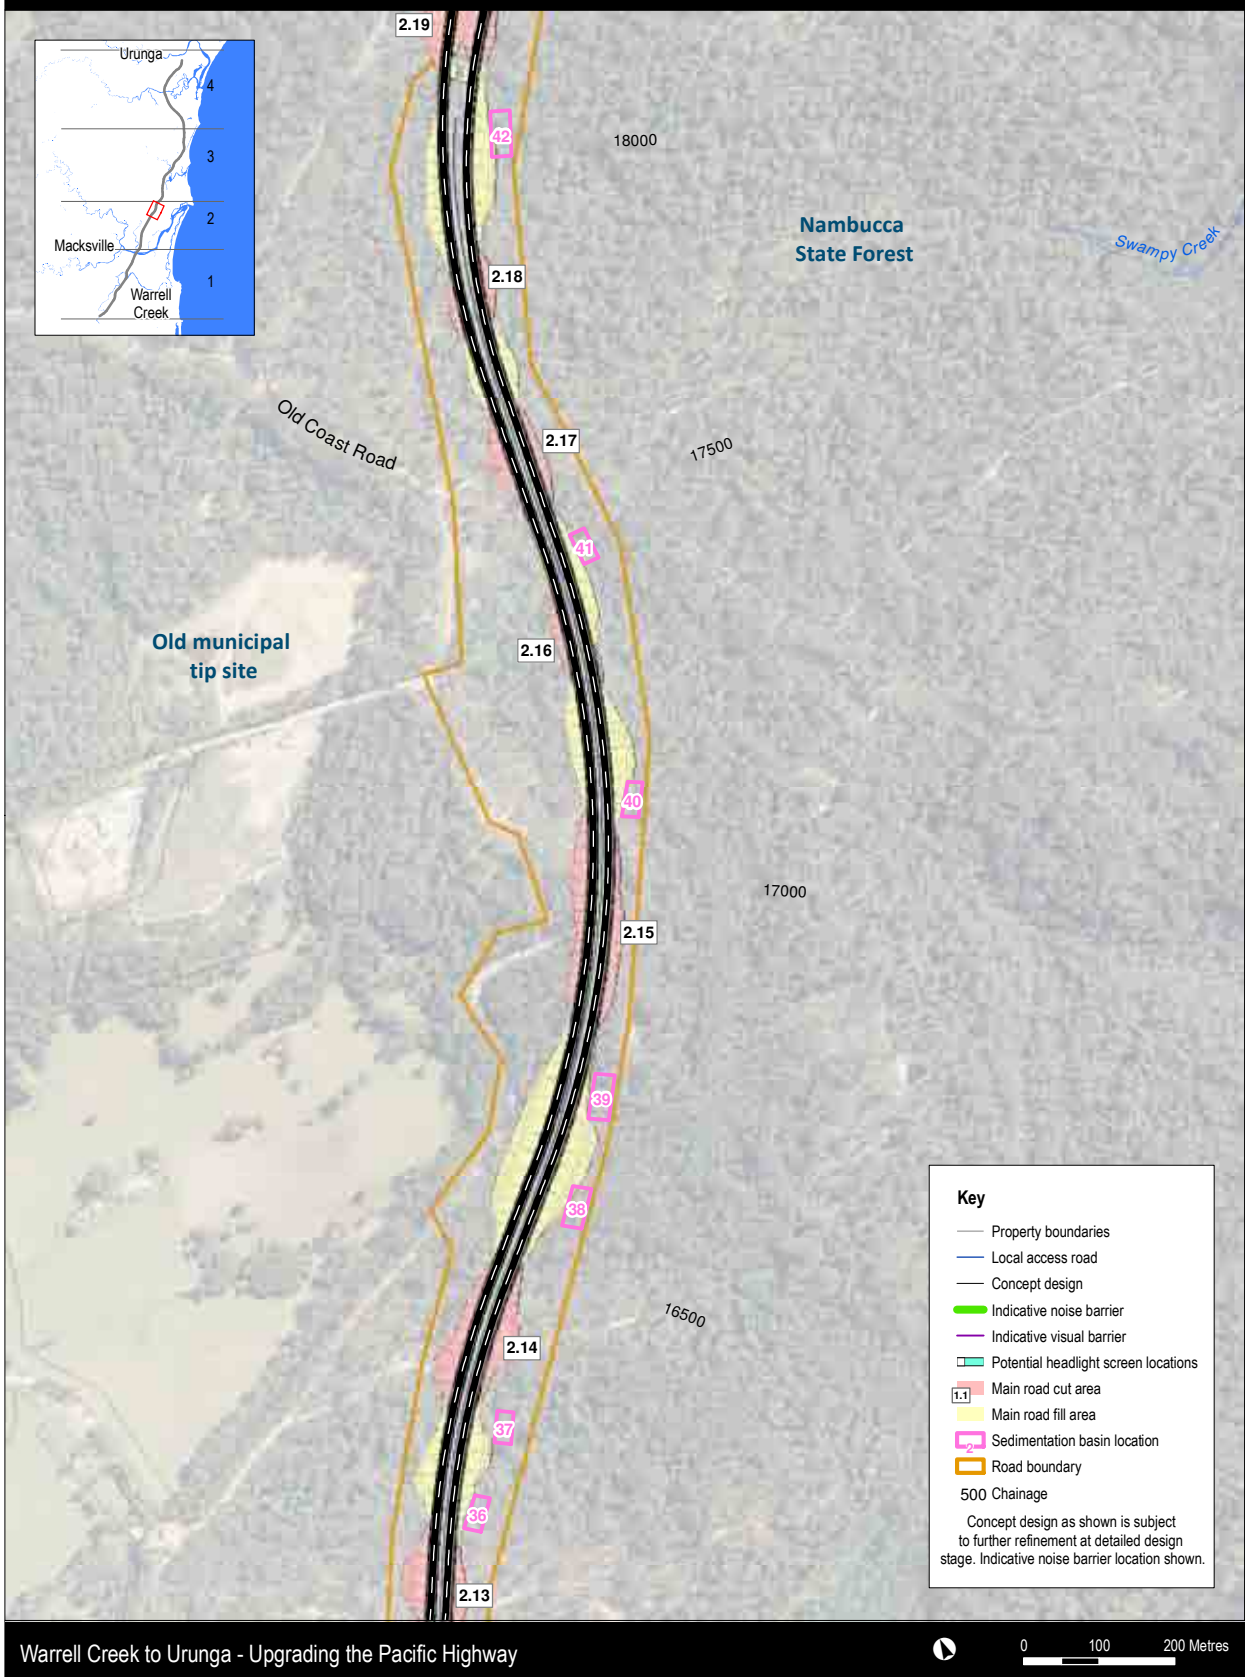 2.19
Urunga
4
3
2
Macksville
1
Warrell
Creek
42
18000
Nambucca
State Forest
Swampy Creek
2.18
Old Coast Road
2.17
17500
41
Old municipal
tip site
2.16
40
17000
2.15
39
38
16500
2.14
37
36
2.13
Key
Property boundaries
Local access road
Concept design
Indicative noise barrier
Indicative visual barrier
Potential headlight screen locations
1.1 Main road cut area
Main road fill area
2 Sedimentation basin location
Road boundary
500 Chainage
Concept design as shown is subject
to further refinement at detailed design
stage. Indicative noise barrier location shown.
Warrell Creek to Urunga - Upgrading the Pacific Highway
0 100 200 Metres